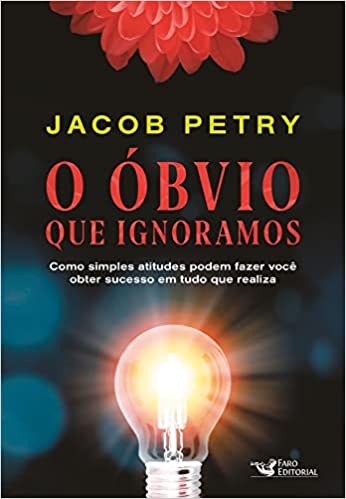 JACOB PETRY
O ÓBVIO
QUE IGNORAMOS
Como simples atitudes podem fazer você
obter sucesso em tudo que realiza
FARO
EDITORIAL